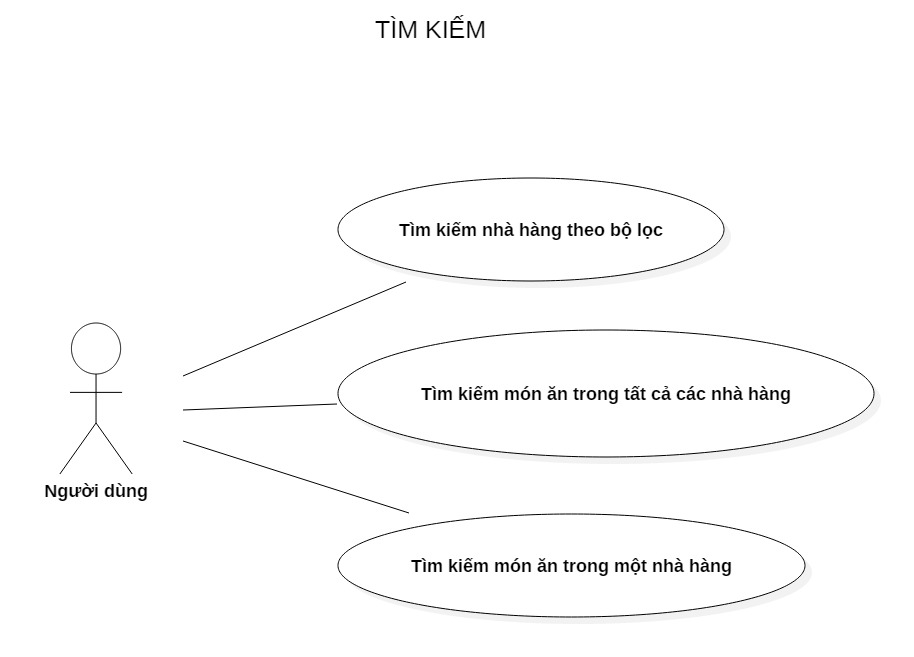 TÌM KIẾM
Tìm kiếm nhà hàng theo bộ lọc
Tìm kiếm món ăn trong tất cả các nhà hàng
Người dùng
Tìm kiếm món ăn trong một nhà hàng